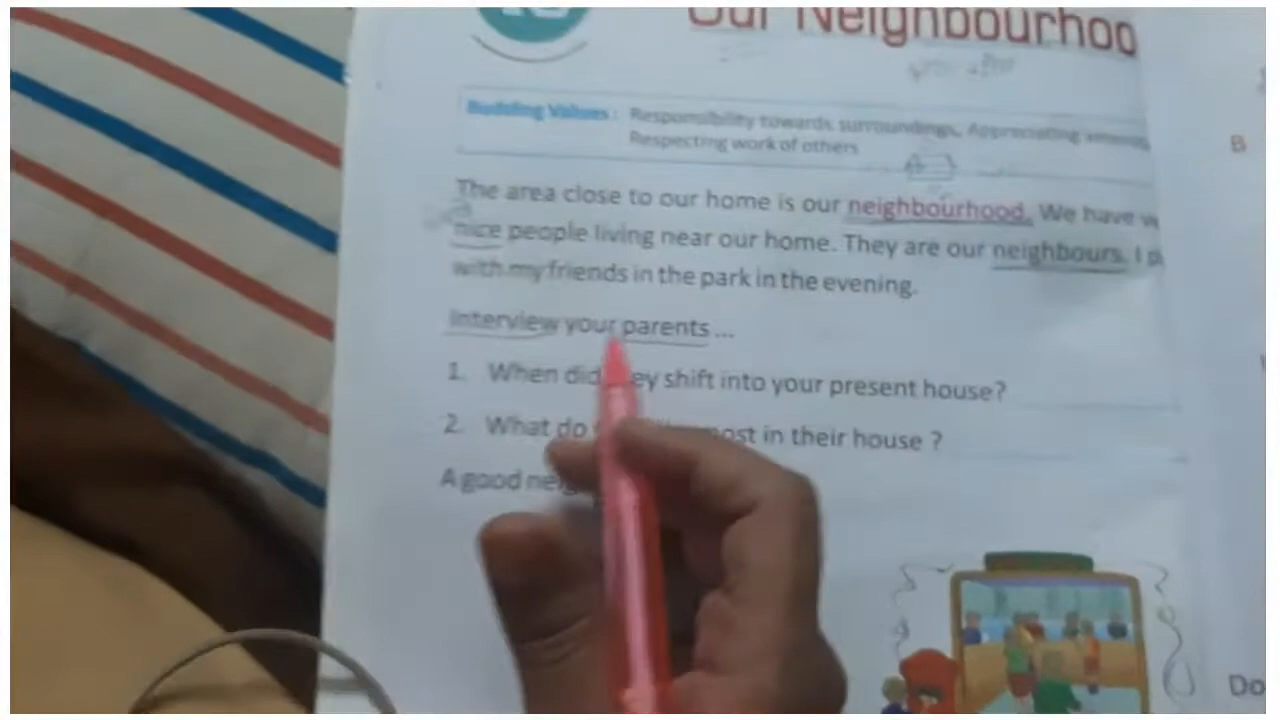 Our Neighbourhoo
Budding Values : Responsibility towards surroundings, Appreciating
Respecting work of others
The area close to our home is our neighbourhood. We have
nice people living near our home. They are our neighbours. I
with my friends in the park in the evening.
Interview your parents ...
1. When did shift into your present house?
2. What do most in their house ?
A good
B
Do